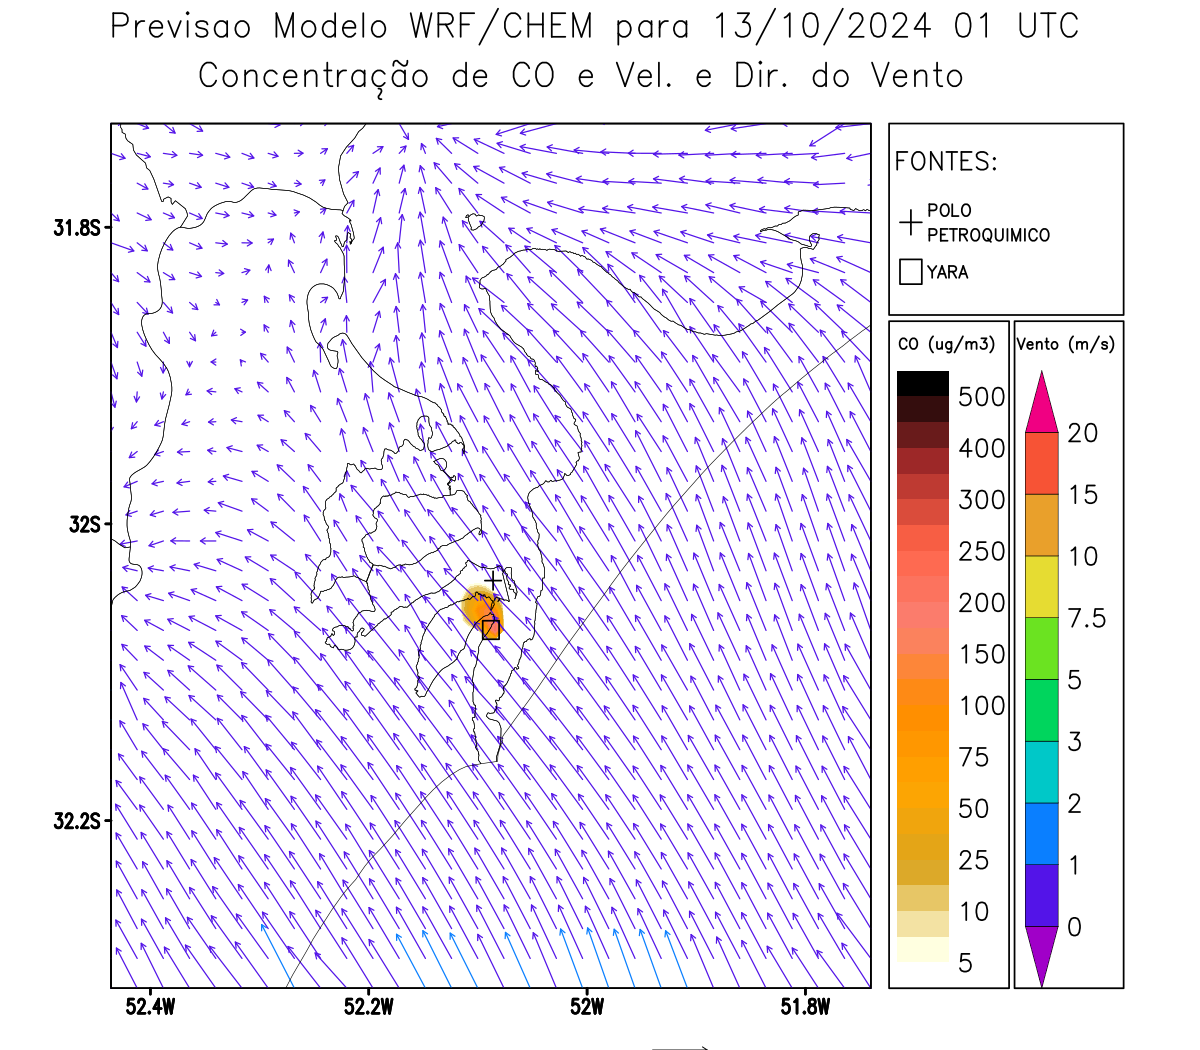 Previsao Modelo WRF/CHEM para 13/10/2024 01 UTC
Concentração de CO e Vel. e Dir. do Vento
FONTES:
POLO
PETROQUIMICO
YARA
CO (ug/m3)
500
400
300
250
200
150
100
75
50
25
10
5
Vento (m/s)
20
15
10
7.5
5
3
2
1
0
31.8S
32S
32.2S
52.4W
52.2W
52W
51.8W